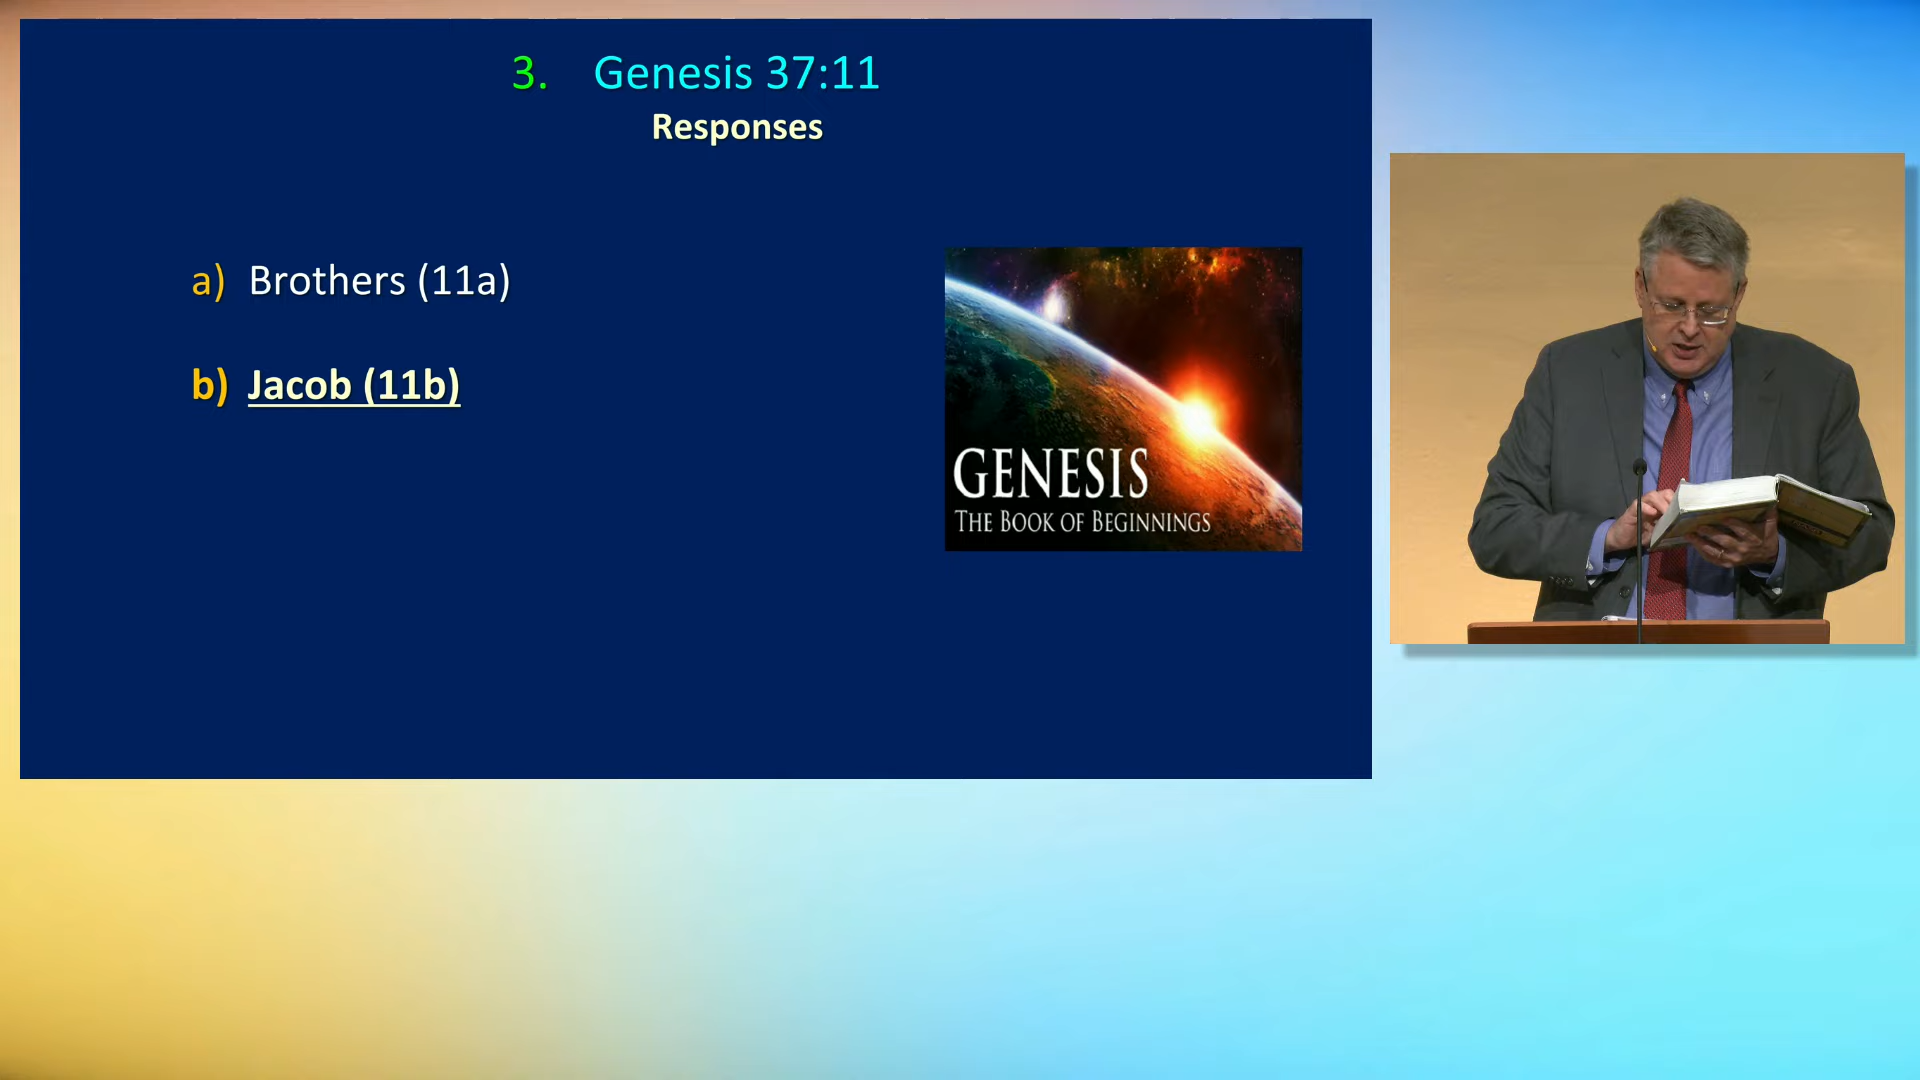 3. Genesis 37:11
Responses
a) Brothers (11a)
b) Jacob (11b)
GENESIS
THE BOOK OF BEGINNINGS